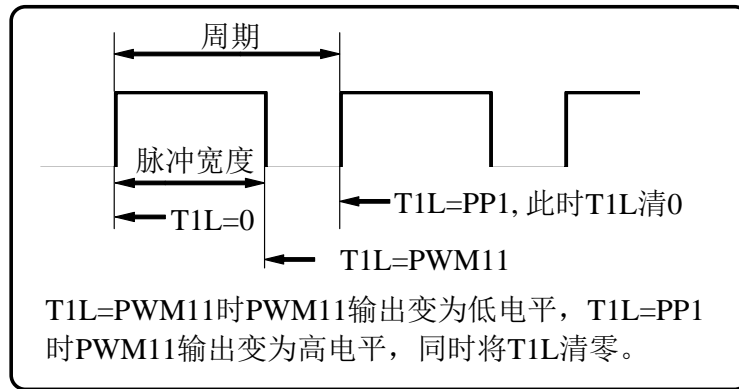 周期
脉冲宽度
T1L=0
T1L=PP1, 此时T1L清0
T1L=PWM11
T1L=PWM11时PWM11输出变为低电平，T1L=PP1
时PWM11输出变为高电平，同时将T1L清零。